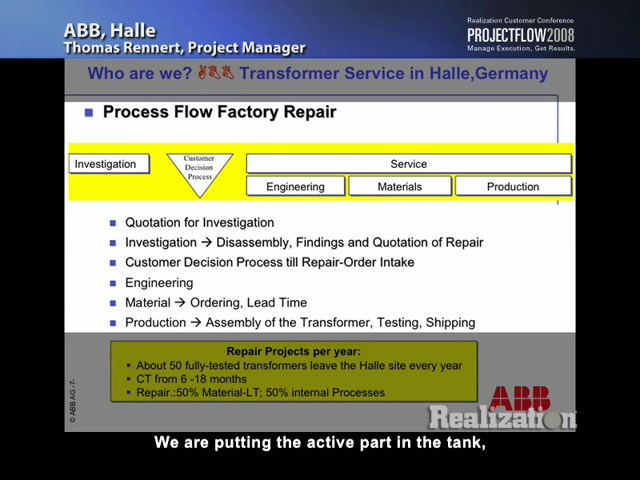 ABB, Halle
Thomas Rennert, Project Manager
Realization Customer Conference
PROJECTFLOW2008
Manage Execution, Get Results.
Who are we? Transformer Service in Halle,Germany
Process Flow Factory Repair
Investigation
Customer
Decision
Process
Service
Engineering
Materials
Production
Quotation for Investigation
Investigation → Disassembly, Findings and Quotation of Repair
Customer Decision Process till Repair-Order Intake
Engineering
Material → Ordering, Lead Time
Production → Assembly of the Transformer, Testing, Shipping
Repair Projects per year:
About 50 fully-tested transformers leave the Halle site every year
CT from 6 -18 months
Repair.:50% Material-LT; 50% internal Processes
© ABB AG - 7-
ABB
Realization
We are putting the active part in the tank,